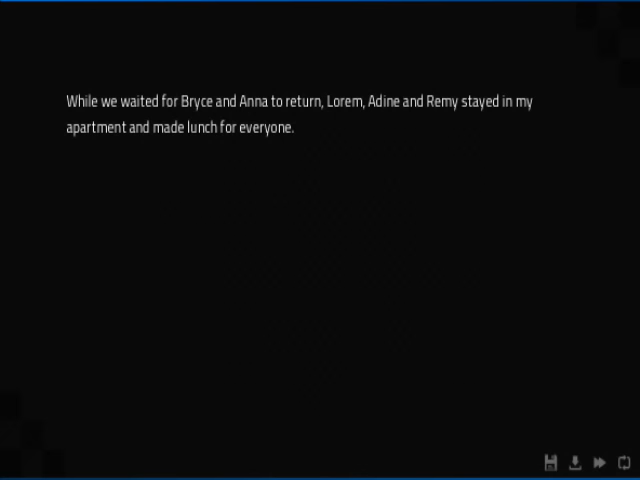 While we waited for Bryce and Anna to return, Lorem, Adine and Remy stayed in my
apartment and made lunch for everyone.